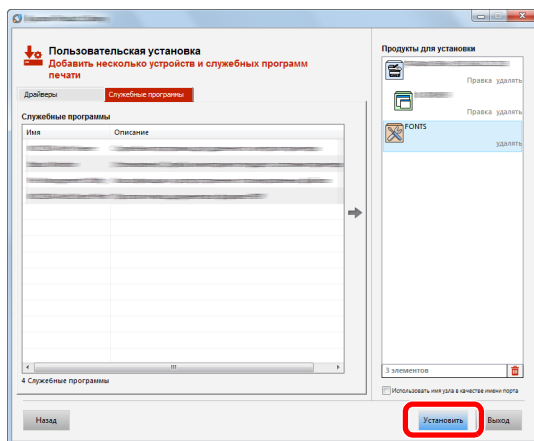 Пользовательская установка
Добавить несколько устройств и служебных программ
печати
Драйверы
Служебные программы
Служебные программы
Имя
Описание
4 Служебные программы
Продукты для установки
Правка удалять
Правка удалять
FONTS
удалять
3 элементов
Использовать имя узла в качестве имени порта
Назад
Установить
Выход